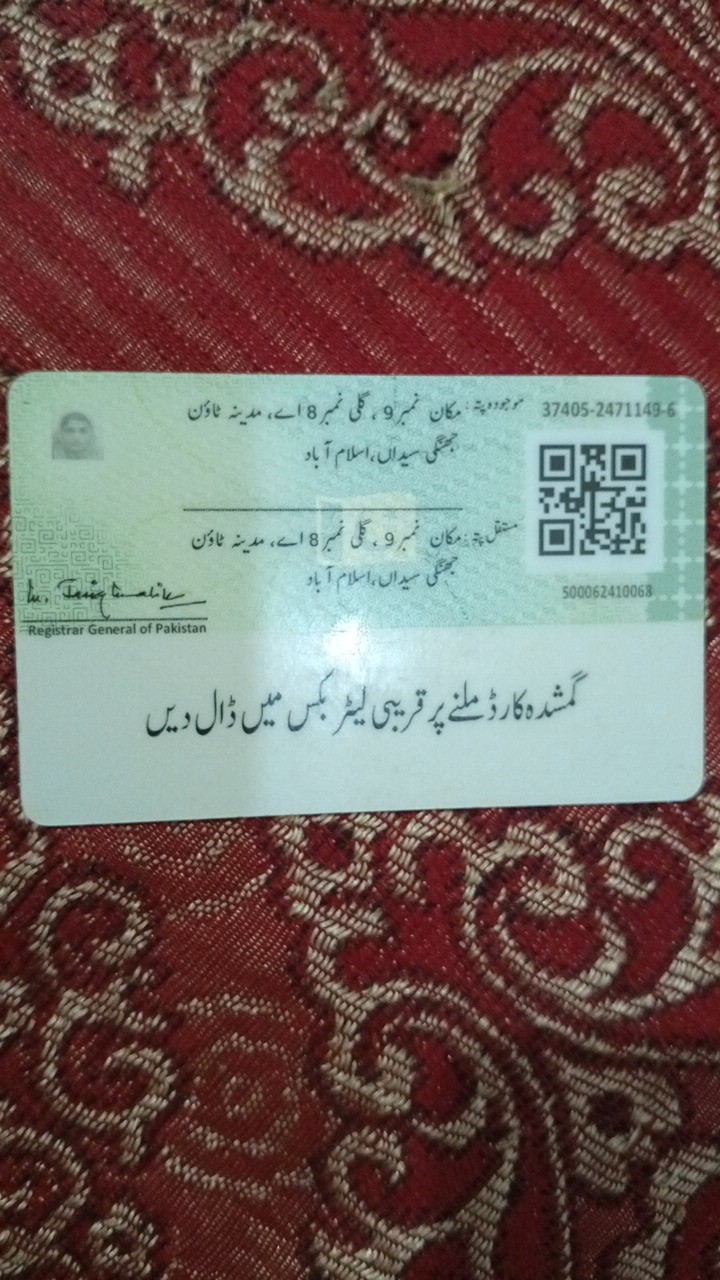 37405-2471149-6
موجودہ پتہ: مکان نمبر 9 ، گلی نمبر 8 اے، مدینہ ٹاؤن
جھنگی سیداں،اسلام آباد
مستقل پتہ: مکان نمبر 9 ، گلی نمبر 8 اے، مدینہ ٹاؤن
جھنگی سیداں،اسلام آباد
500062410068
Registrar General of Pakistan
گمشدہ کارڈ ملنے پر قریبی لیٹر بکس میں ڈال دیں